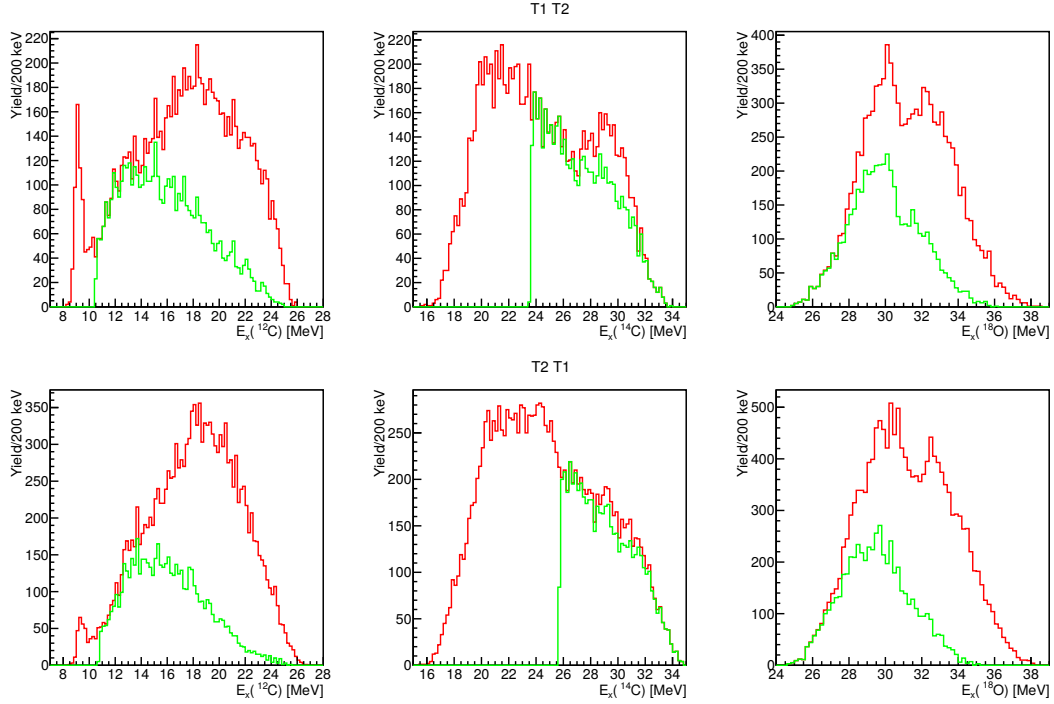 T1 T2
Yield/200 keV
220
200
180
160
140
120
100
80
60
40
20
0
8 10 12 14 16 18 20 22 24 26 28
E_x(^12C) [MeV]
Yield/200 keV
220
200
180
160
140
120
100
80
60
40
20
0
16 18 20 22 24 26 28 30 32 34
E_x(^14C) [MeV]
Yield/200 keV
400
350
300
250
200
150
100
50
0
24 26 28 30 32 34 36 38
E_x(^18O) [MeV]
T2 T1
Yield/200 keV
350
300
250
200
150
100
50
0
8 10 12 14 16 18 20 22 24 26 28
E_x(^12C) [MeV]
Yield/200 keV
250
200
150
100
50
0
16 18 20 22 24 26 28 30 32 34
E_x(^14C) [MeV]
Yield/200 keV
500
400
300
200
100
0
24 26 28 30 32 34 36 38
E_x(^18O) [MeV]